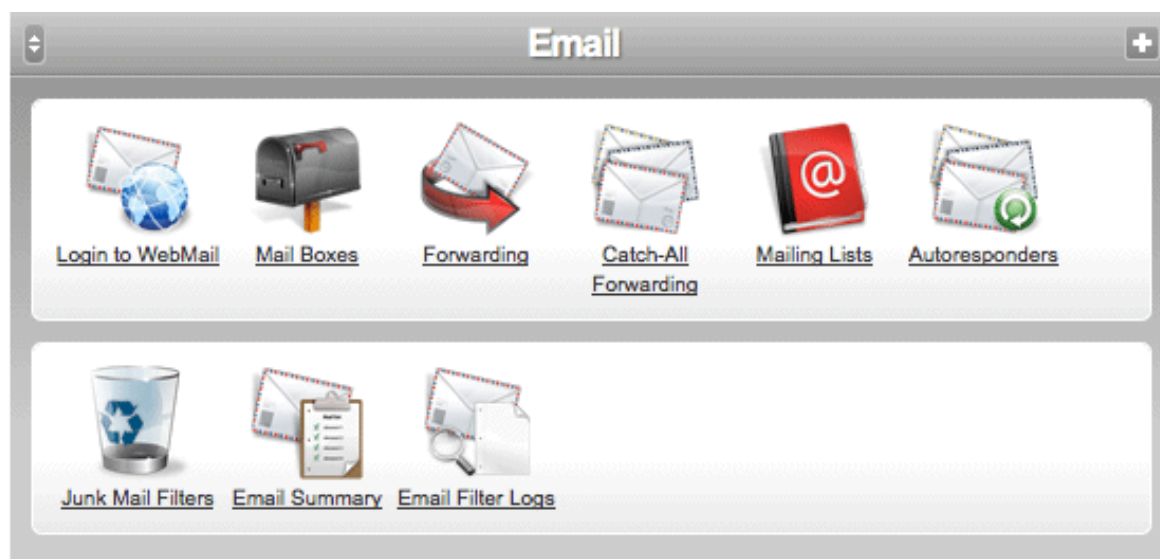 Email
Login to WebMail
Mail Boxes
Forwarding
Catch-All
Forwarding
Mailing Lists
Autoresponders
Junk Mail Filters
Email Summary
Email Filter Logs